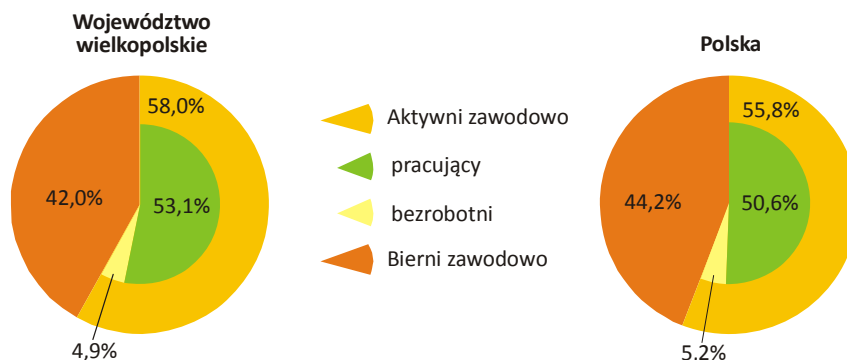 Województwo
wielkopolskie
58,0%
42,0%
53,1%
4,9%
Aktywni zawodowo
pracujący
bezrobotni
Bierni zawodowo
Polska
55,8%
44,2%
50,6%
5,2%